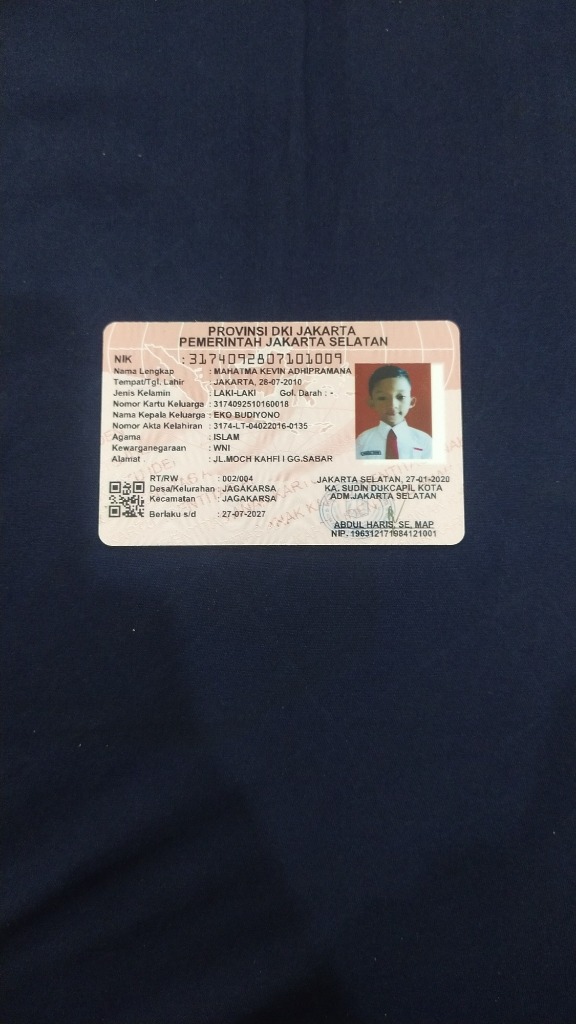 PROVINSI DKI JAKARTA
PEMERINTAH JAKARTA SELATAN
NIK : 3174092807101009
Nama Lengkap : MAHATMA KEVIN ADHIPRAMANA
Tempat/Tgl. Lahir : JAKARTA, 28-07-2010
Jenis Kelamin : LAKI-LAKI Gol. Darah : -
Nomor Kartu Keluarga : 3174092510160018
Nama Kepala Keluarga : EKO BUDIYONO
Nomor Akta Kelahiran : 3174-LT-04022016-0135
Agama : ISLAM
Kewarganegaraan : WNI
Alamat : JL.MOCH KAHFI I GG.SABAR
RT/RW : 002/004
Desa/Kelurahan : JAGAKARSA
Kecamatan : JAGAKARSA
Berlaku s/d : 27-07-2027
JAKARTA SELATAN, 27-01-2020
KA. SUDIN DUKCAPIL KOTA
ADM.JAKARTA SELATAN
ABDUL HARIS, SE, MAP
NIP. 196312171984121001